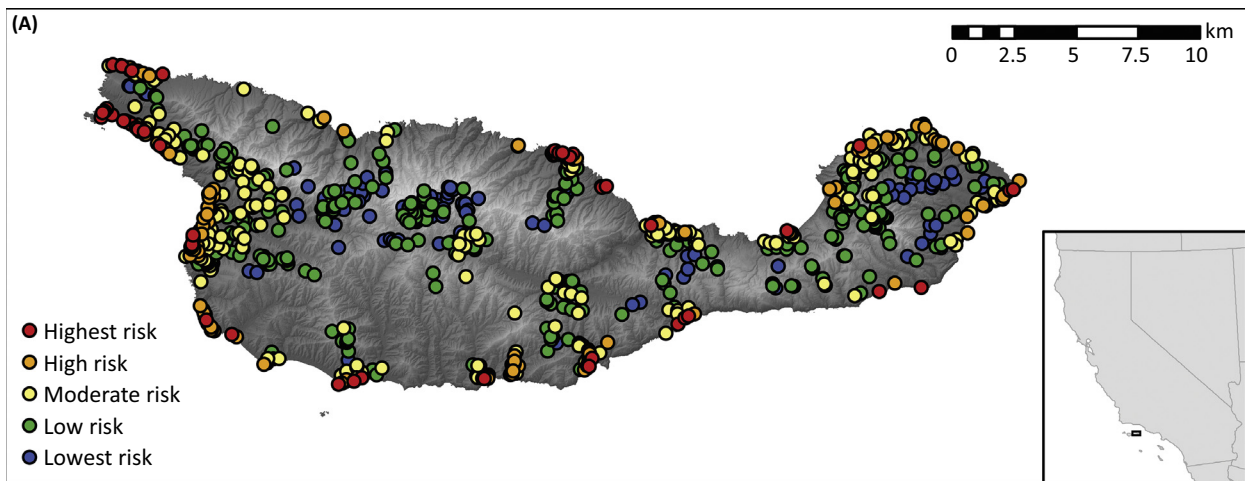 (A)
km
0 2.5 5 7.5 10
Highest risk
High risk
Moderate risk
Low risk
Lowest risk